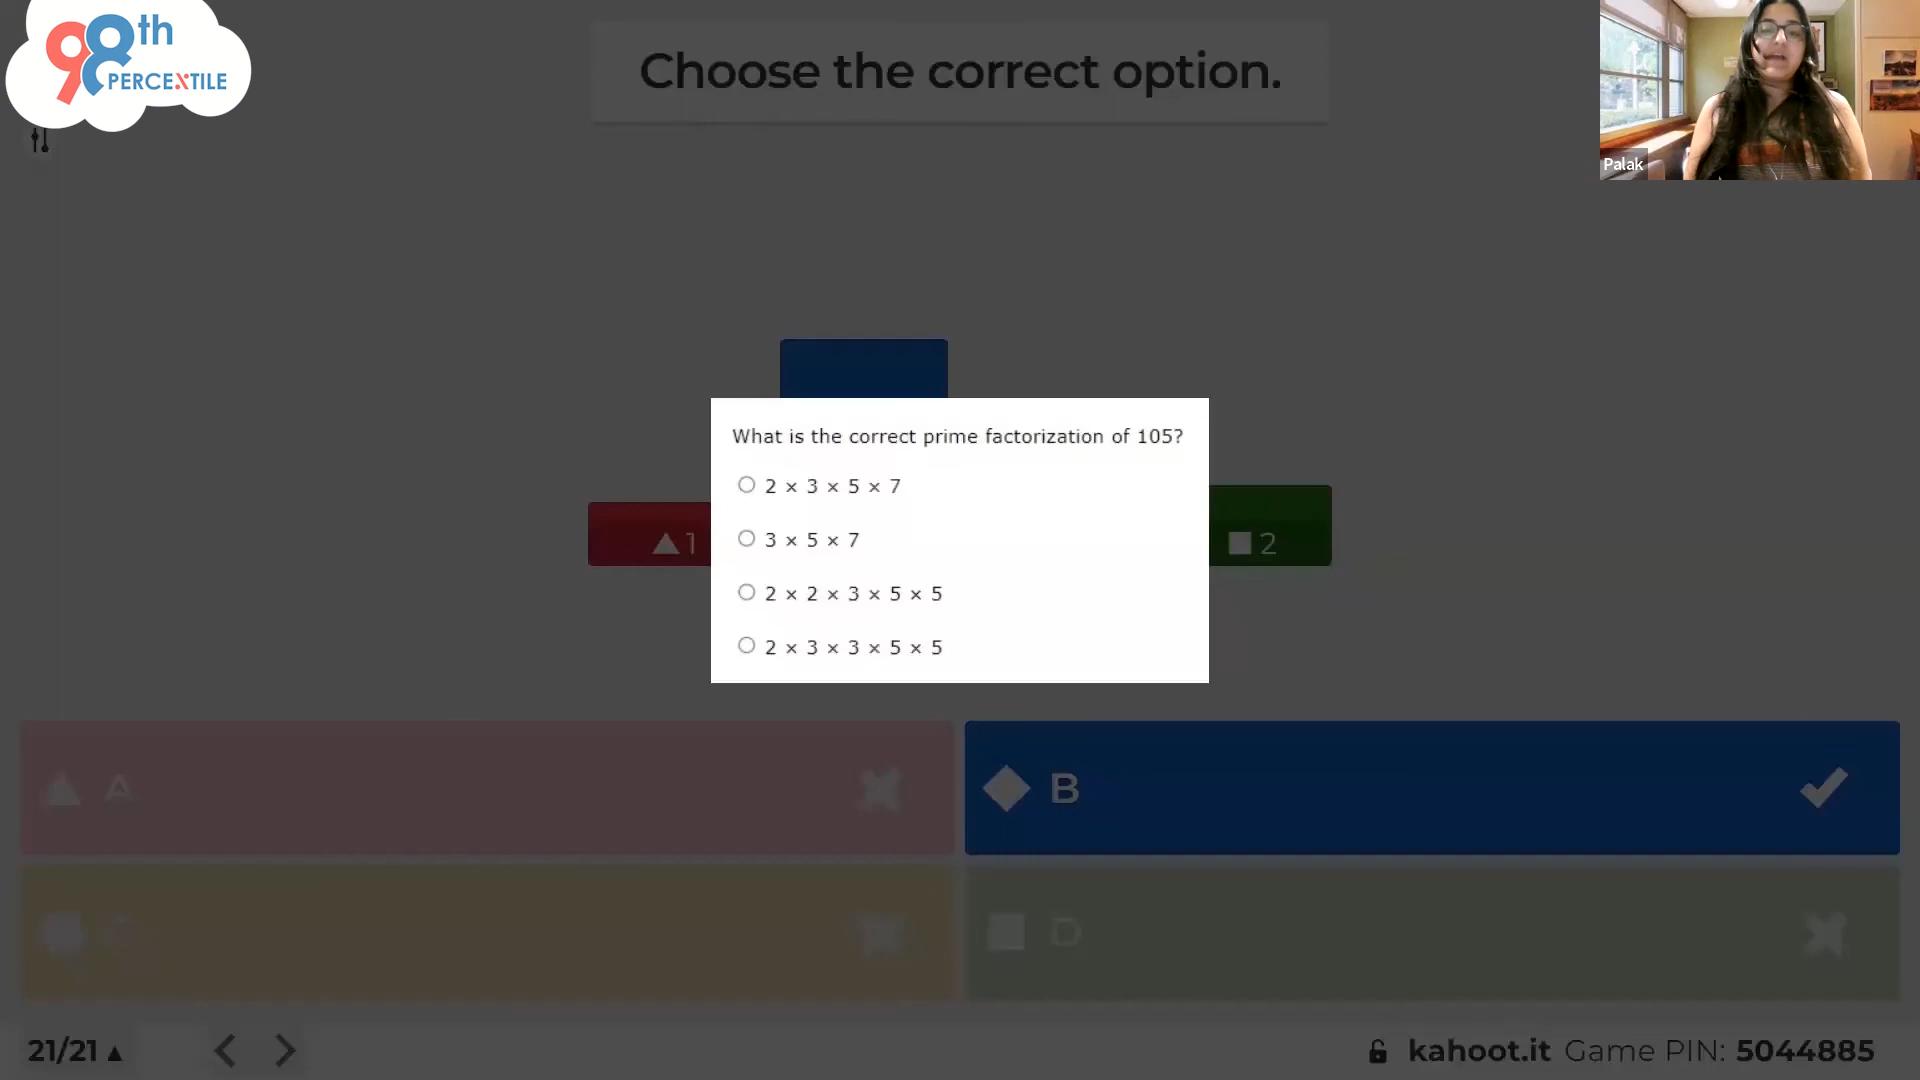 98th
PERCEXTILE
Choose the correct option.
Palak
What is the correct prime factorization of 105?
2 × 3 × 5 × 7
3 × 5 × 7
2 × 2 × 3 × 5 × 5
2 × 3 × 3 × 5 × 5
1
2
A
B
C
D
21/21
kahoot.it Game PIN: 5044885